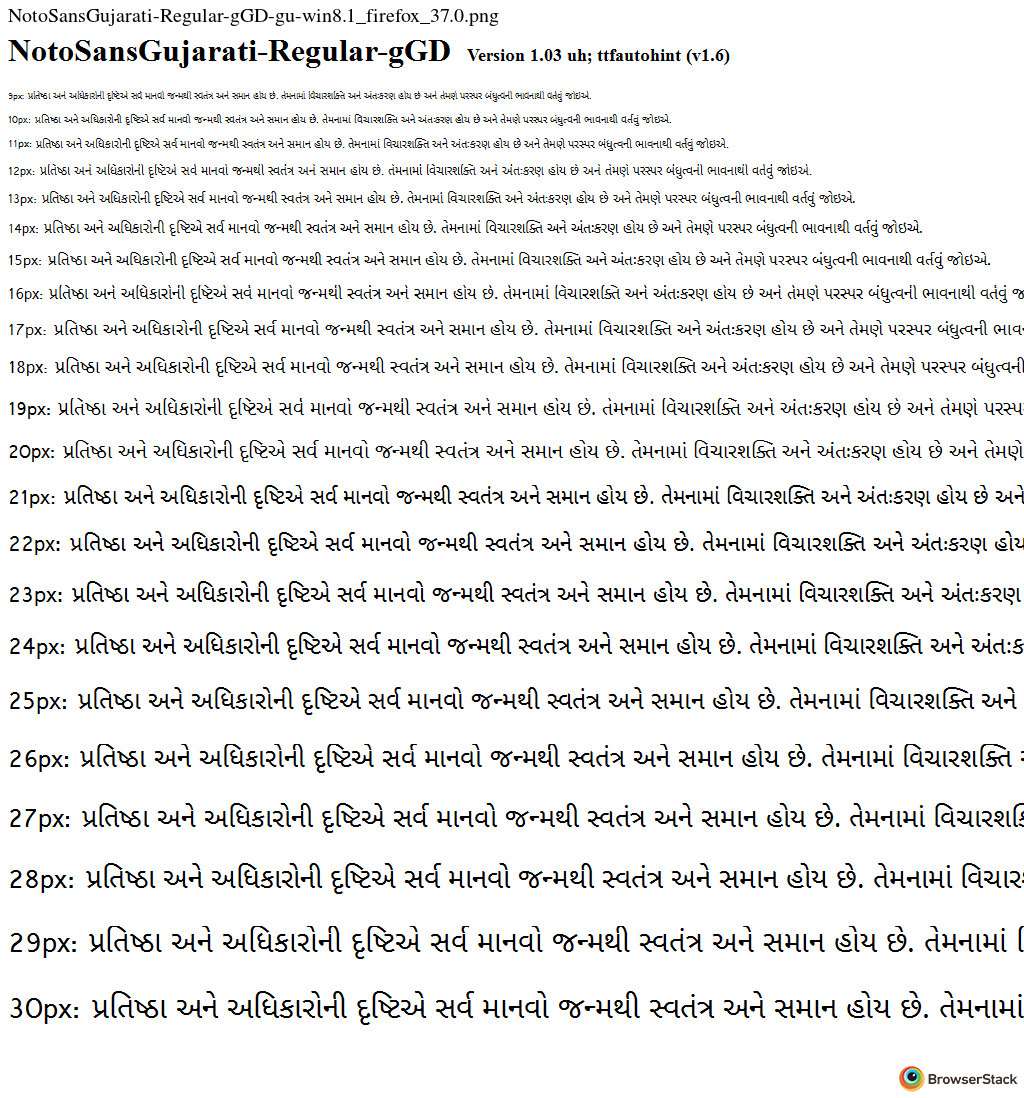 NotoSansGujarati-Regular-gGD-gu-win8.1_firefox_37.0.png
NotoSansGujarati-Regular-gGD Version 1.03 uh; ttfautohint (v1.6)
9px: પ્રતિષ્ઠા અને અધિકારોની દૃષ્ટિએ સર્વ માનવો જન્મથી સ્વતંત્ર અને સમાન હોય છે. તેમનામાં વિચારશક્તિ અને અંતઃકરણ હોય છે અને તેમણે પરસ્પર બંધુત્વની ભાવનાથી વર્તવું જોઇએ.
10px: પ્રતિષ્ઠા અને અધિકારોની દૃષ્ટિએ સર્વ માનવો જન્મથી સ્વતંત્ર અને સમાન હોય છે. તેમનામાં વિચારશક્તિ અને અંતઃકરણ હોય છે અને તેમણે પરસ્પર બંધુત્વની ભાવનાથી વર્તવું જોઇએ.
11px: પ્રતિષ્ઠા અને અધિકારોની દૃષ્ટિએ સર્વ માનવો જન્મથી સ્વતંત્ર અને સમાન હોય છે. તેમનામાં વિચારશક્તિ અને અંતઃકરણ હોય છે અને તેમણે પરસ્પર બંધુત્વની ભાવનાથી વર્તવું જોઇએ.
12px: પ્રતિષ્ઠા અને અધિકારોની દૃષ્ટિએ સર્વ માનવો જન્મથી સ્વતંત્ર અને સમાન હોય છે. તેમનામાં વિચારશક્તિ અને અંતઃકરણ હોય છે અને તેમણે પરસ્પર બંધુત્વની ભાવનાથી વર્તવું જોઇએ.
13px: પ્રતિષ્ઠા અને અધિકારોની દૃષ્ટિએ સર્વ માનવો જન્મથી સ્વતંત્ર અને સમાન હોય છે. તેમનામાં વિચારશક્તિ અને અંતઃકરણ હોય છે અને તેમણે પરસ્પર બંધુત્વની ભાવનાથી વર્તવું જોઇએ.
14px: પ્રતિષ્ઠા અને અધિકારોની દૃષ્ટિએ સર્વ માનવો જન્મથી સ્વતંત્ર અને સમાન હોય છે. તેમનામાં વિચારશક્તિ અને અંતઃકરણ હોય છે અને તેમણે પરસ્પર બંધુત્વની ભાવનાથી વર્તવું જોઇએ.
15px: પ્રતિષ્ઠા અને અધિકારોની દૃષ્ટિએ સર્વ માનવો જન્મથી સ્વતંત્ર અને સમાન હોય છે. તેમનામાં વિચારશક્તિ અને અંતઃકરણ હોય છે અને તેમણે પરસ્પર બંધુત્વની ભાવનાથી વર્તવું જોઇએ.
16px: પ્રતિષ્ઠા અને અધિકારોની દૃષ્ટિએ સર્વ માનવો જન્મથી સ્વતંત્ર અને સમાન હોય છે. તેમનામાં વિચારશક્તિ અને અંતઃકરણ હોય છે અને તેમણે પરસ્પર બંધુત્વની ભાવનાથી વર્તવું
17px: પ્રતિષ્ઠા અને અધિકારોની દૃષ્ટિએ સર્વ માનવો જન્મથી સ્વતંત્ર અને સમાન હોય છે. તેમનામાં વિચારશક્તિ અને અંતઃકરણ હોય છે અને તેમણે પરસ્પર બંધુત્વની ભાવ
18px: પ્રતિષ્ઠા અને અધિકારોની દૃષ્ટિએ સર્વ માનવો જન્મથી સ્વતંત્ર અને સમાન હોય છે. તેમનામાં વિચારશક્તિ અને અંતઃકરણ હોય છે અને તેમણે પરસ્પર બંધુત્વની
19px: પ્રતિષ્ઠા અને અધિકારોની દૃષ્ટિએ સર્વ માનવો જન્મથી સ્વતંત્ર અને સમાન હોય છે. તેમનામાં વિચારશક્તિ અને અંતઃકરણ હોય છે અને તેમણે પરસ્પ
20px: પ્રતિષ્ઠા અને અધિકારોની દૃષ્ટિએ સર્વ માનવો જન્મથી સ્વતંત્ર અને સમાન હોય છે. તેમનામાં વિચારશક્તિ અને અંતઃકરણ હોય છે અને તેમણે
21px: પ્રતિષ્ઠા અને અધિકારોની દૃષ્ટિએ સર્વ માનવો જન્મથી સ્વતંત્ર અને સમાન હોય છે. તેમનામાં વિચારશક્તિ અને અંતઃકરણ હોય છે અને
22px: પ્રતિષ્ઠા અને અધિકારોની દૃષ્ટિએ સર્વ માનવો જન્મથી સ્વતંત્ર અને સમાન હોય છે. તેમનામાં વિચારશક્તિ અને અંતઃકરણ હોય
23px: પ્રતિષ્ઠા અને અધિકારોની દૃષ્ટિએ સર્વ માનવો જન્મથી સ્વતંત્ર અને સમાન હોય છે. તેમનામાં વિચારશક્તિ અને અંતઃકરણ
24px: પ્રતિષ્ઠા અને અધિકારોની દૃષ્ટિએ સર્વ માનવો જન્મથી સ્વતંત્ર અને સમાન હોય છે. તેમનામાં વિચારશક્તિ અને અંતઃક
25px: પ્રતિષ્ઠા અને અધિકારોની દૃષ્ટિએ સર્વ માનવો જન્મથી સ્વતંત્ર અને સમાન હોય છે. તેમનામાં વિચારશક્તિ અને
26px: પ્રતિષ્ઠા અને અધિકારોની દૃષ્ટિએ સર્વ માનવો જન્મથી સ્વતંત્ર અને સમાન હોય છે. તેમનામાં વિચારશક્તિ
27px: પ્રતિષ્ઠા અને અધિકારોની દૃષ્ટિએ સર્વ માનવો જન્મથી સ્વતંત્ર અને સમાન હોય છે. તેમનામાં વિચારશક્તિ
28px: પ્રતિષ્ઠા અને અધિકારોની દૃષ્ટિએ સર્વ માનવો જન્મથી સ્વતંત્ર અને સમાન હોય છે. તેમનામાં વિચાર
29px: પ્રતિષ્ઠા અને અધિકારોની દૃષ્ટિએ સર્વ માનવો જન્મથી સ્વતંત્ર અને સમાન હોય છે. તેમનામાં
30px: પ્રતિષ્ઠા અને અધિકારોની દૃષ્ટિએ સર્વ માનવો જન્મથી સ્વતંત્ર અને સમાન હોય છે. તેમનામાં
BrowserStack